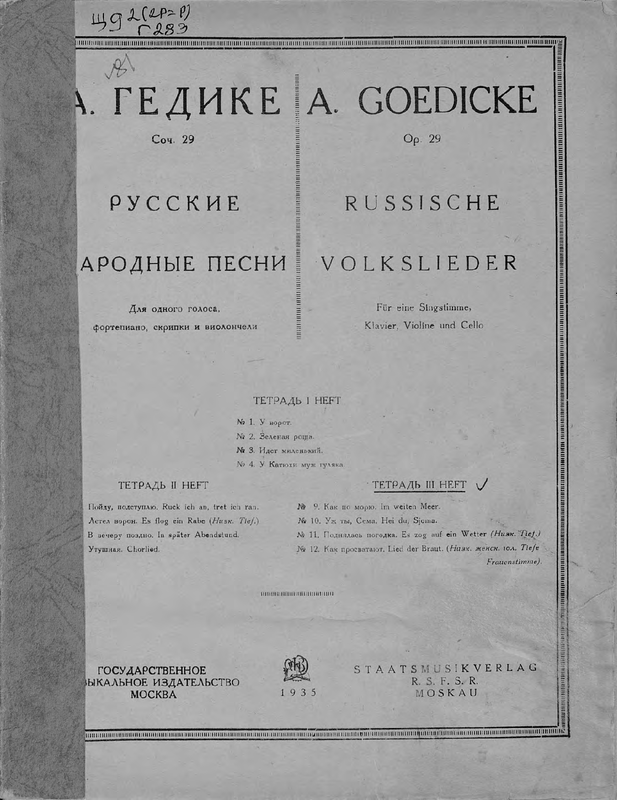 Щ9 2(2Р=Р)
Г283
А. ГЕДИКЕ
Соч. 29
РУССКИЕ
АРОДНЫЕ ПЕСНИ
Для одного голоса,
фортепиано, скрипки и виолончели
A. GOEDICKE
Op. 29
RUSSISCHE
VOLKSLIEDER
Für eine Singstimme,
Klavier, Violine und Cello
ТЕТРАДЬ I HEFT
№ 1. У ворот
№ 2. Зеленая роща.
№ 3. Идет миленький.
№ 4. У Катюхи муж гуляка
ТЕТРАДЬ II HEFT
Пойду, подступлю. Ruck ich an, tret ich ran.
Летел ворон. Es flog ein Rabe (Низк. Tief.)
В вечеру поздно. In später Abendstund.
Утушная. Chorlied.
ТЕТРАДЬ III HEFT
№ 9. Как по морю. Im weiten Meer.
№ 10. Уж ты, Сема. Hei du, Sjoma.
№ 11. Поднялась погодка. Es zog auf ein Wetter (Низк. Tief.)
№ 12. Как просватают. Lied der Braut. (Низк. женск. гол. Tiefe
Frauenstimme).
ГОСУДАРСТВЕННОЕ
ЫКАЛЬНОЕ ИЗДАТЕЛЬСТВО
МОСКВА
1935
STAATSMUSIKVERLAG
R. S. F. S. R.
MOSKAU